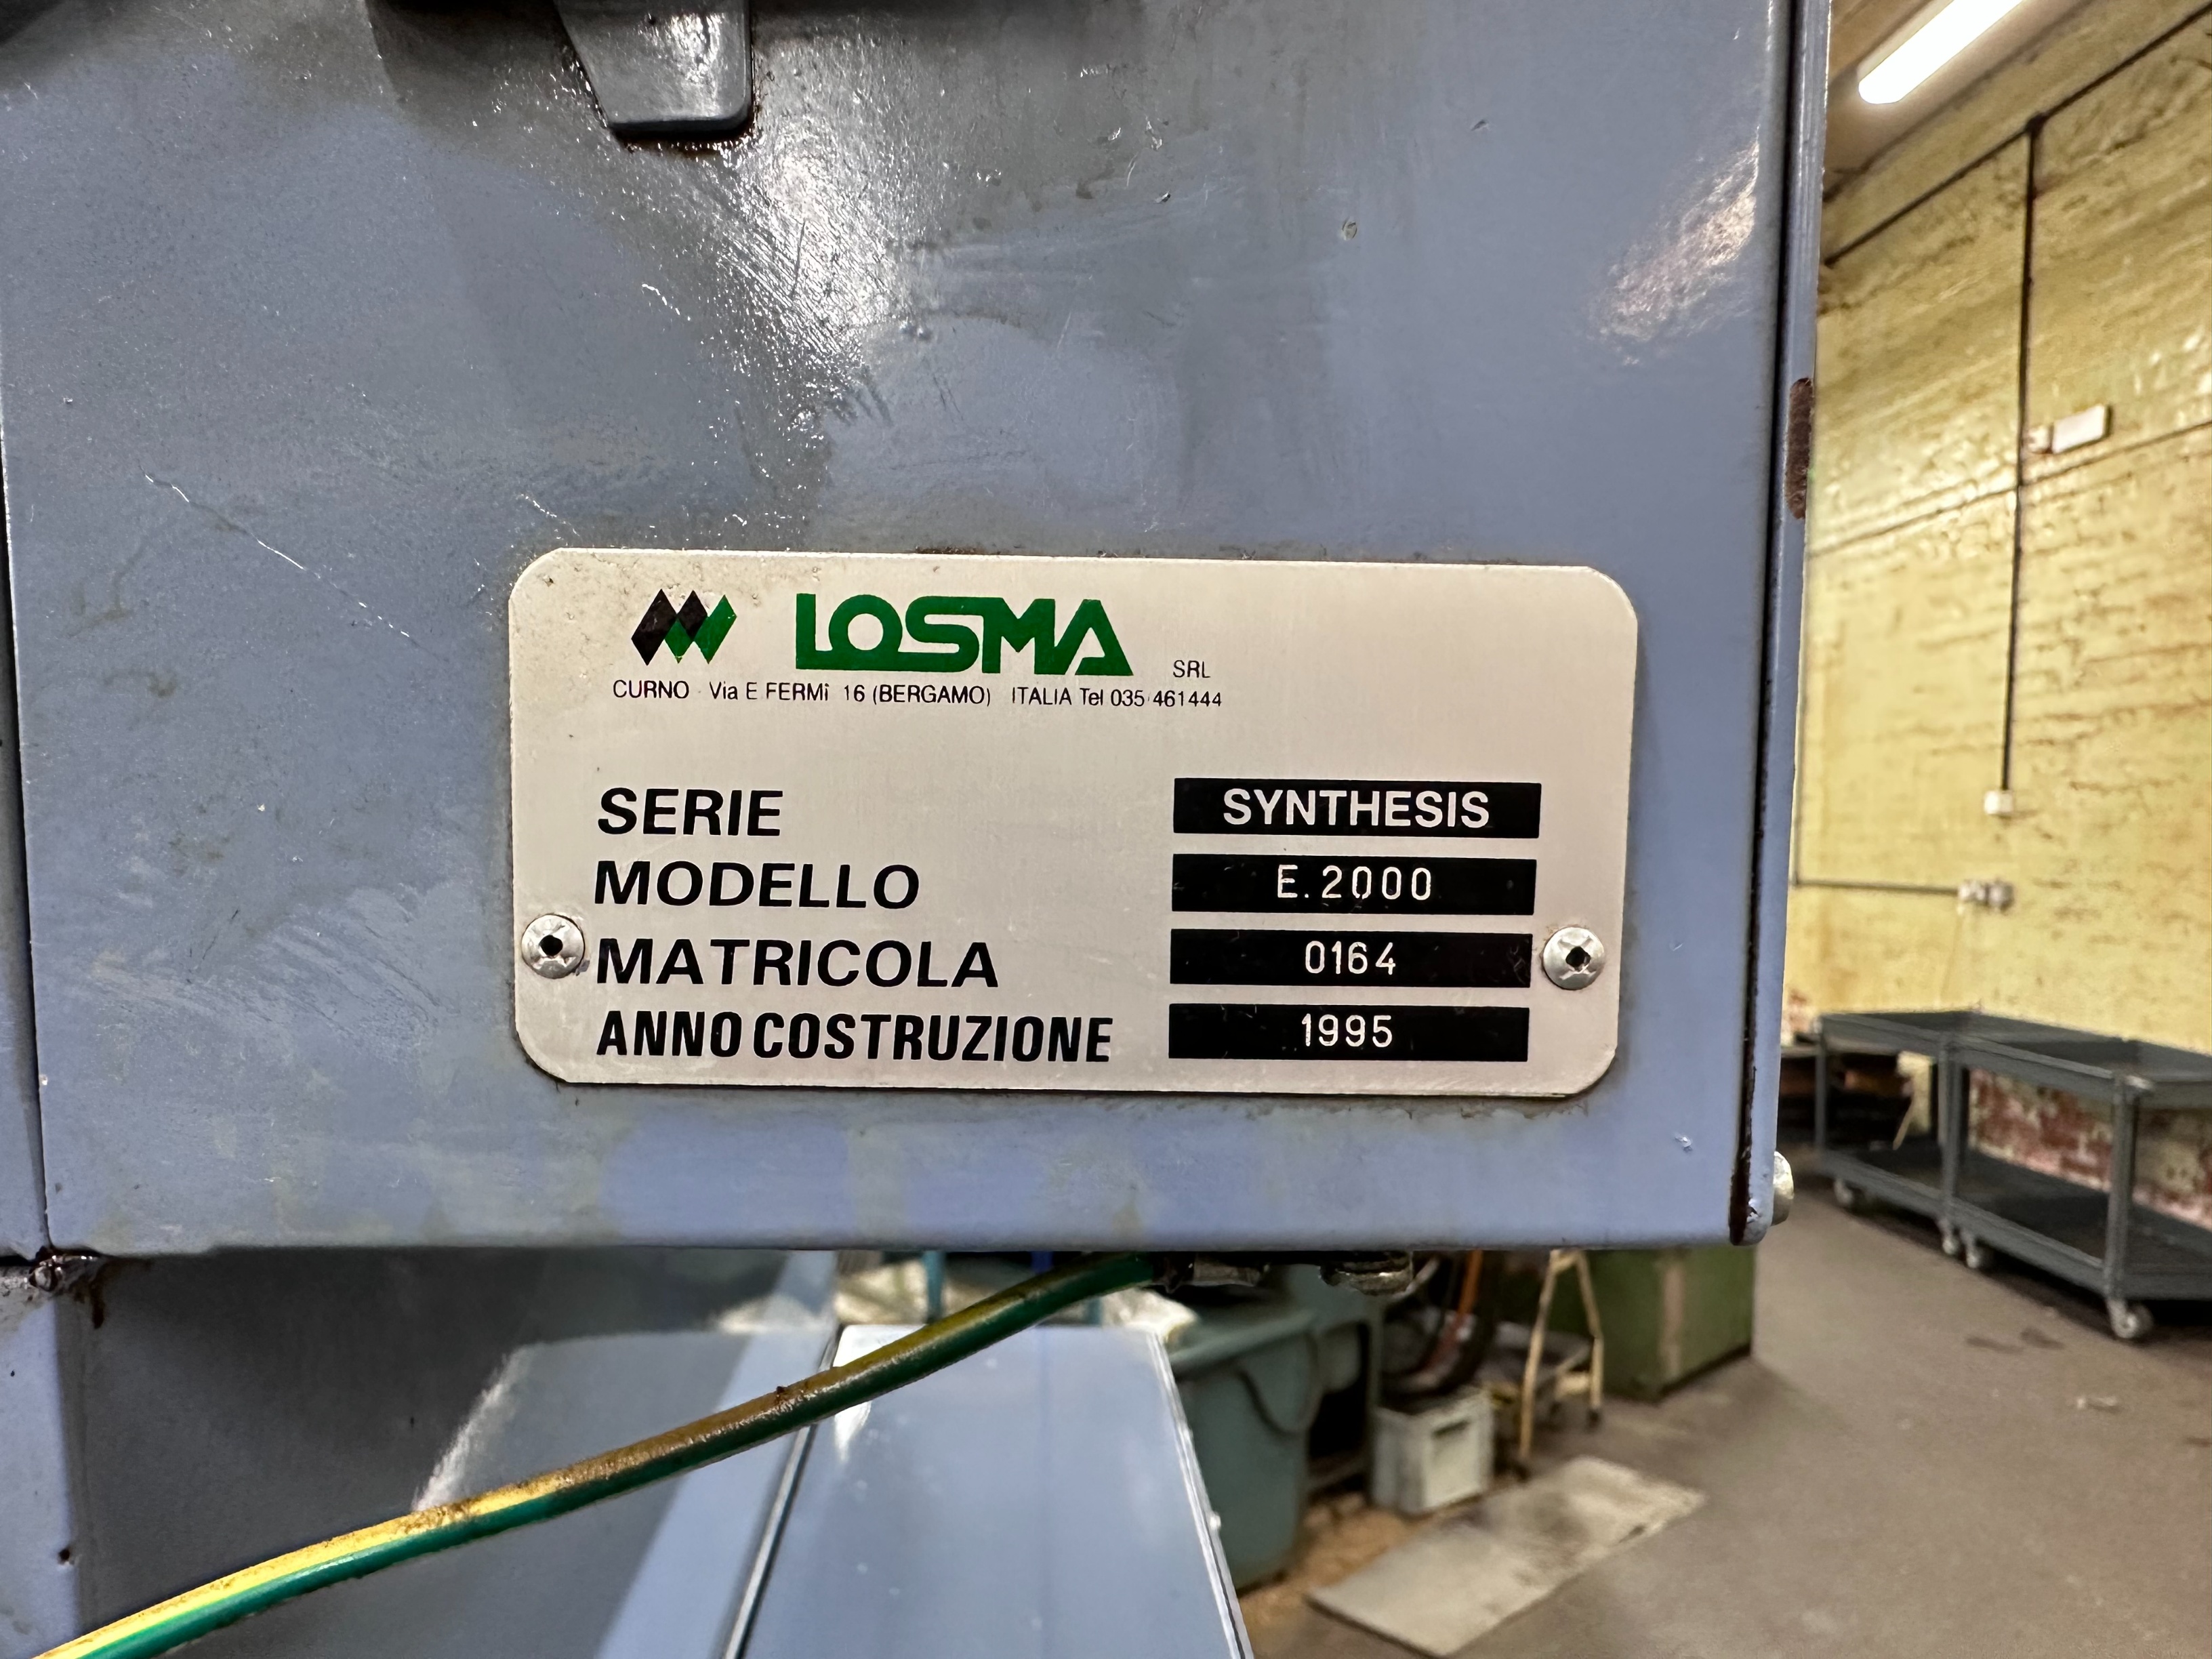 LOSMA SRL
CURNO Via E FERMi 16 (BERGAMO) ITALIA Tel 035/461444
SERIE SYNTHESIS
MODELLO E.2000
MATRICOLA 0164
ANNO COSTRUZIONE 1995